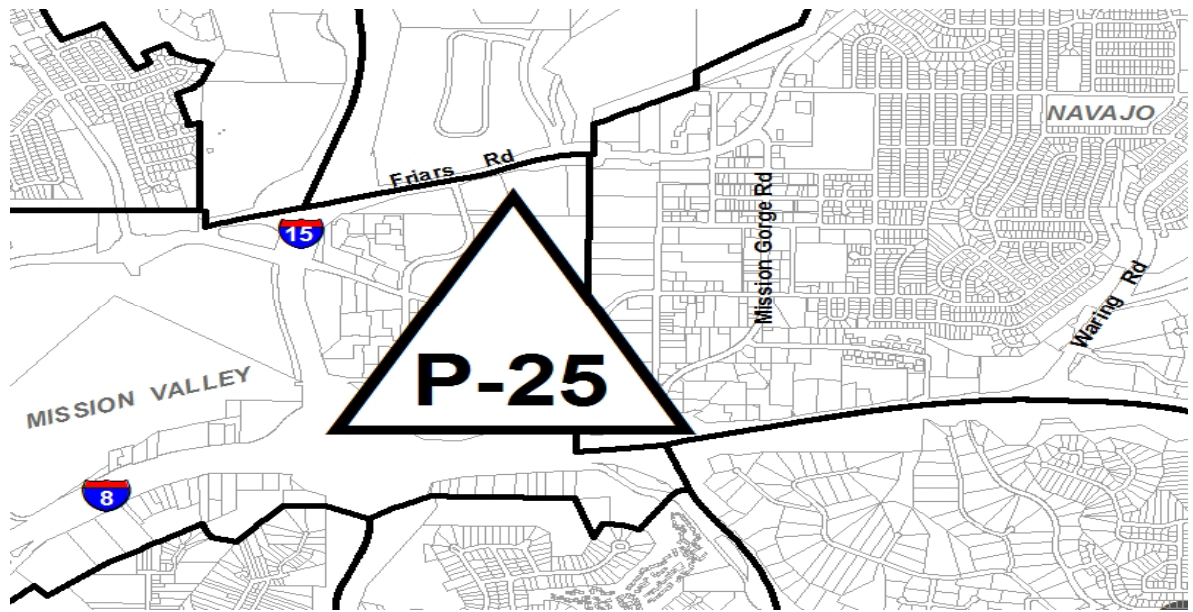 NAVAJO
Friars Rd
Mission Gorge Rd
15
Waring Rd
P-25
MISSION VALLEY
8